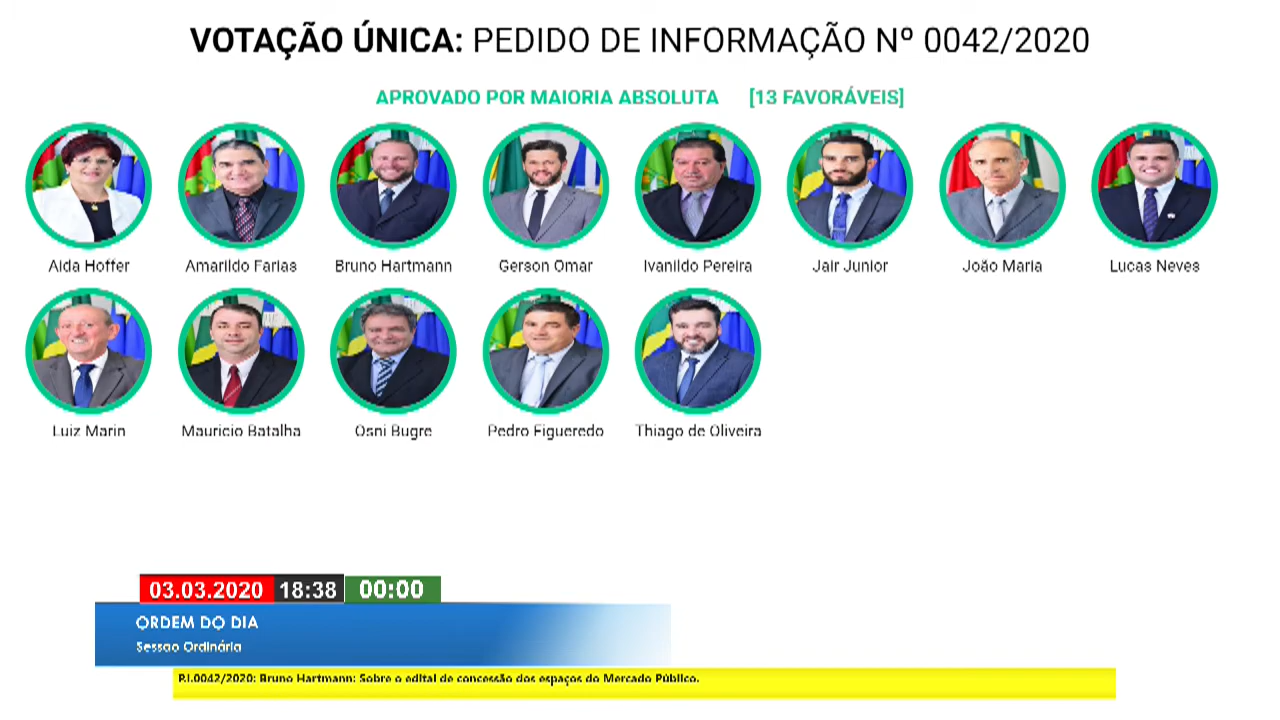 VOTAÇÃO ÚNICA: PEDIDO DE INFORMAÇÃO Nº 0042/2020
APROVADO POR MAIORIA ABSOLUTA [13 FAVORÁVEIS]
Aida Hoffer Amarildo Farias Bruno Hartmann Gerson Omar Ivanildo Pereira Jair Junior João Maria Lucas Neves
Luiz Marin Mauricio Batalha Osni Bugre Pedro Figueredo Thiago de Oliveira
03.03.2020 18:38 00:00
ORDEM DO DIA
Sessao Ordinária
P.I.0042/2020: Bruno Hartmann: Sobre o edital de concessão dos espaços do Mercado Público.